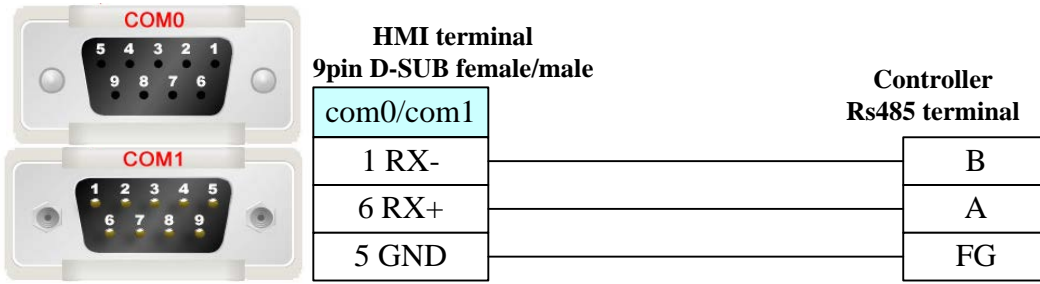 COM0
5 4 3 2 1
9 8 7 6
COM1
1 2 3 4 5
6 7 8 9
HMI terminal
9pin D-SUB female/male
com0/com1
1 RX-
6 RX+
5 GND
Controller
Rs485 terminal
B
A
FG